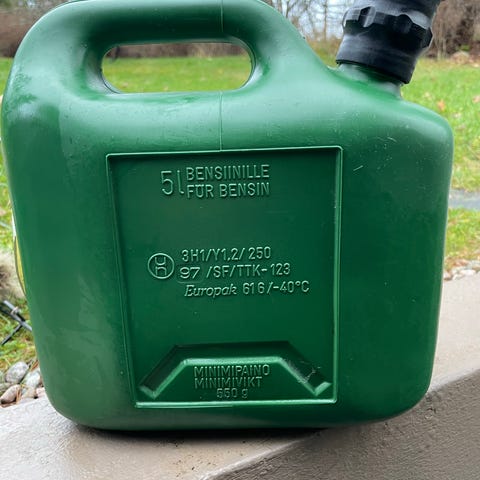 5l BENSIINILLE
FÜR BENSIN
3H1/Y1,2/250
97/SF/TTK-123
Europak 616/-40°C
MINIMIPAINO
MINIMIVIKT
550 g